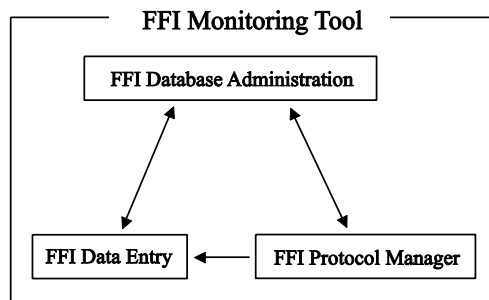 FFI Monitoring Tool
FFI Database Administration
FFI Data Entry
FFI Protocol Manager